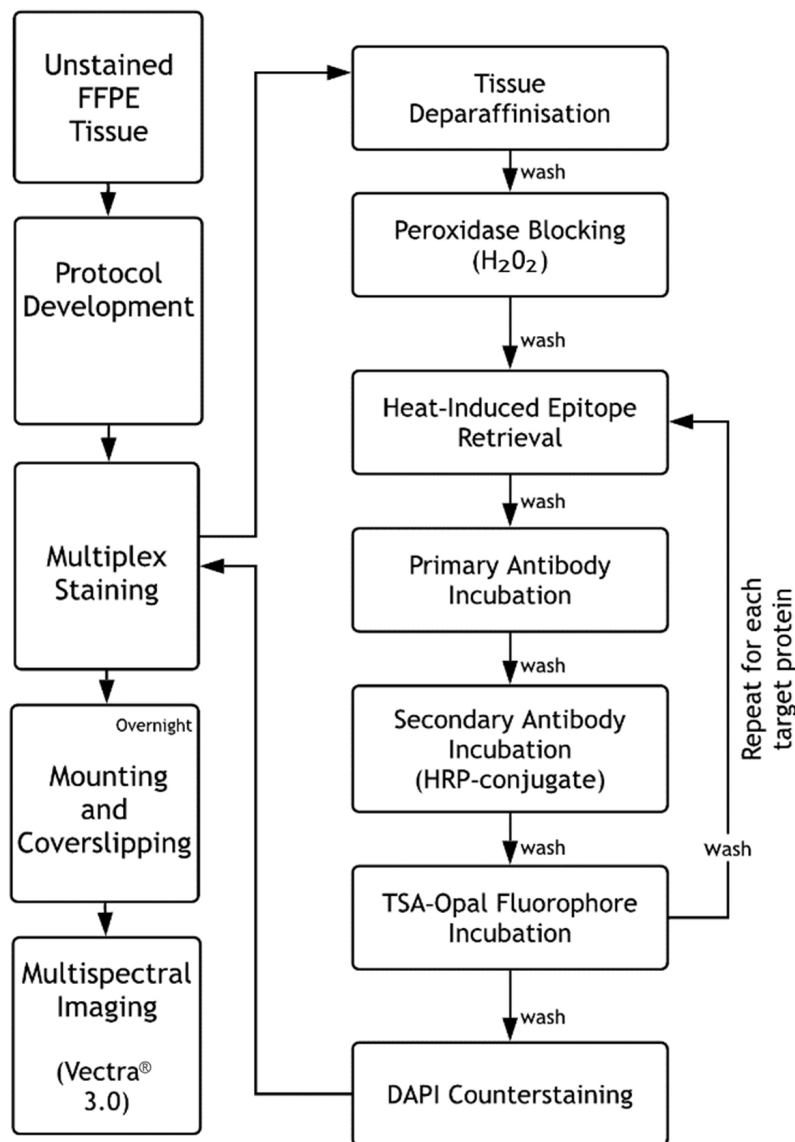 Unstained
FFPE
Tissue
Protocol
Development
Multiplex
Staining
Overnight
Mounting
and
Coverslipping
Multispectral
Imaging
(Vectra®
3.0)
Tissue
Deparaffinisation
wash
Peroxidase Blocking
(H₂0₂)
wash
Heat-Induced Epitope
Retrieval
wash
Primary Antibody
Incubation
wash
Secondary Antibody
Incubation
(HRP-conjugate)
wash
TSA-Opal Fluorophore
Incubation
wash
DAPI Counterstaining
Repeat for each
target protein
wash